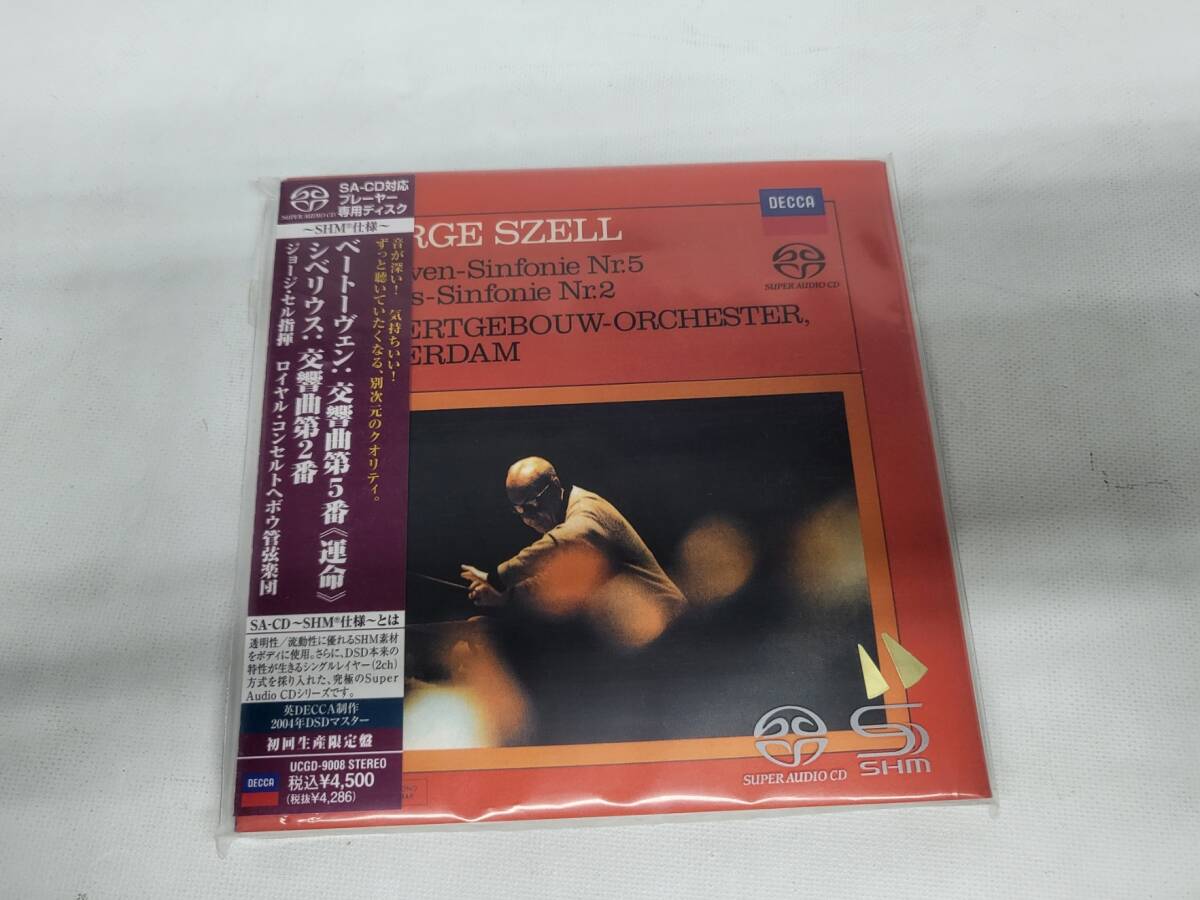 SUPER AUDIO CD
SA-CD対応
プレーヤー
専用ディスク
～SHM®仕様～
音が深い! 気持ちいい!
ずっと聴いていたくなる、別次元のクオリティ。
ベートーヴェン:交響曲第5番《運命》
シベリウス:交響曲第2番
ジョージ・セル指揮 ロイヤル・コンセルトヘボウ管弦楽団
SA-CD～SHM®仕様～とは
透明性/流動性に優れるSHM素材
をボディに使用。さらに、DSD本来の
特性が生きるシングルレイヤー(2ch)
方式を採り入れた、究極のSuper
Audio CDシリーズです。
英DECCA制作
2004年DSDマスター
初回生産限定盤
UCGD-9008 STEREO
DECCA
税込¥4,500
(税抜¥4,286)
DECCA
RGE SZELL
ven-Sinfonie Nr.5
s-Sinfonie Nr.2
ERTGEBOUW-ORCHESTER,
ERDAM
SUPER AUDIO CD
SUPER AUDIO CD
SHM